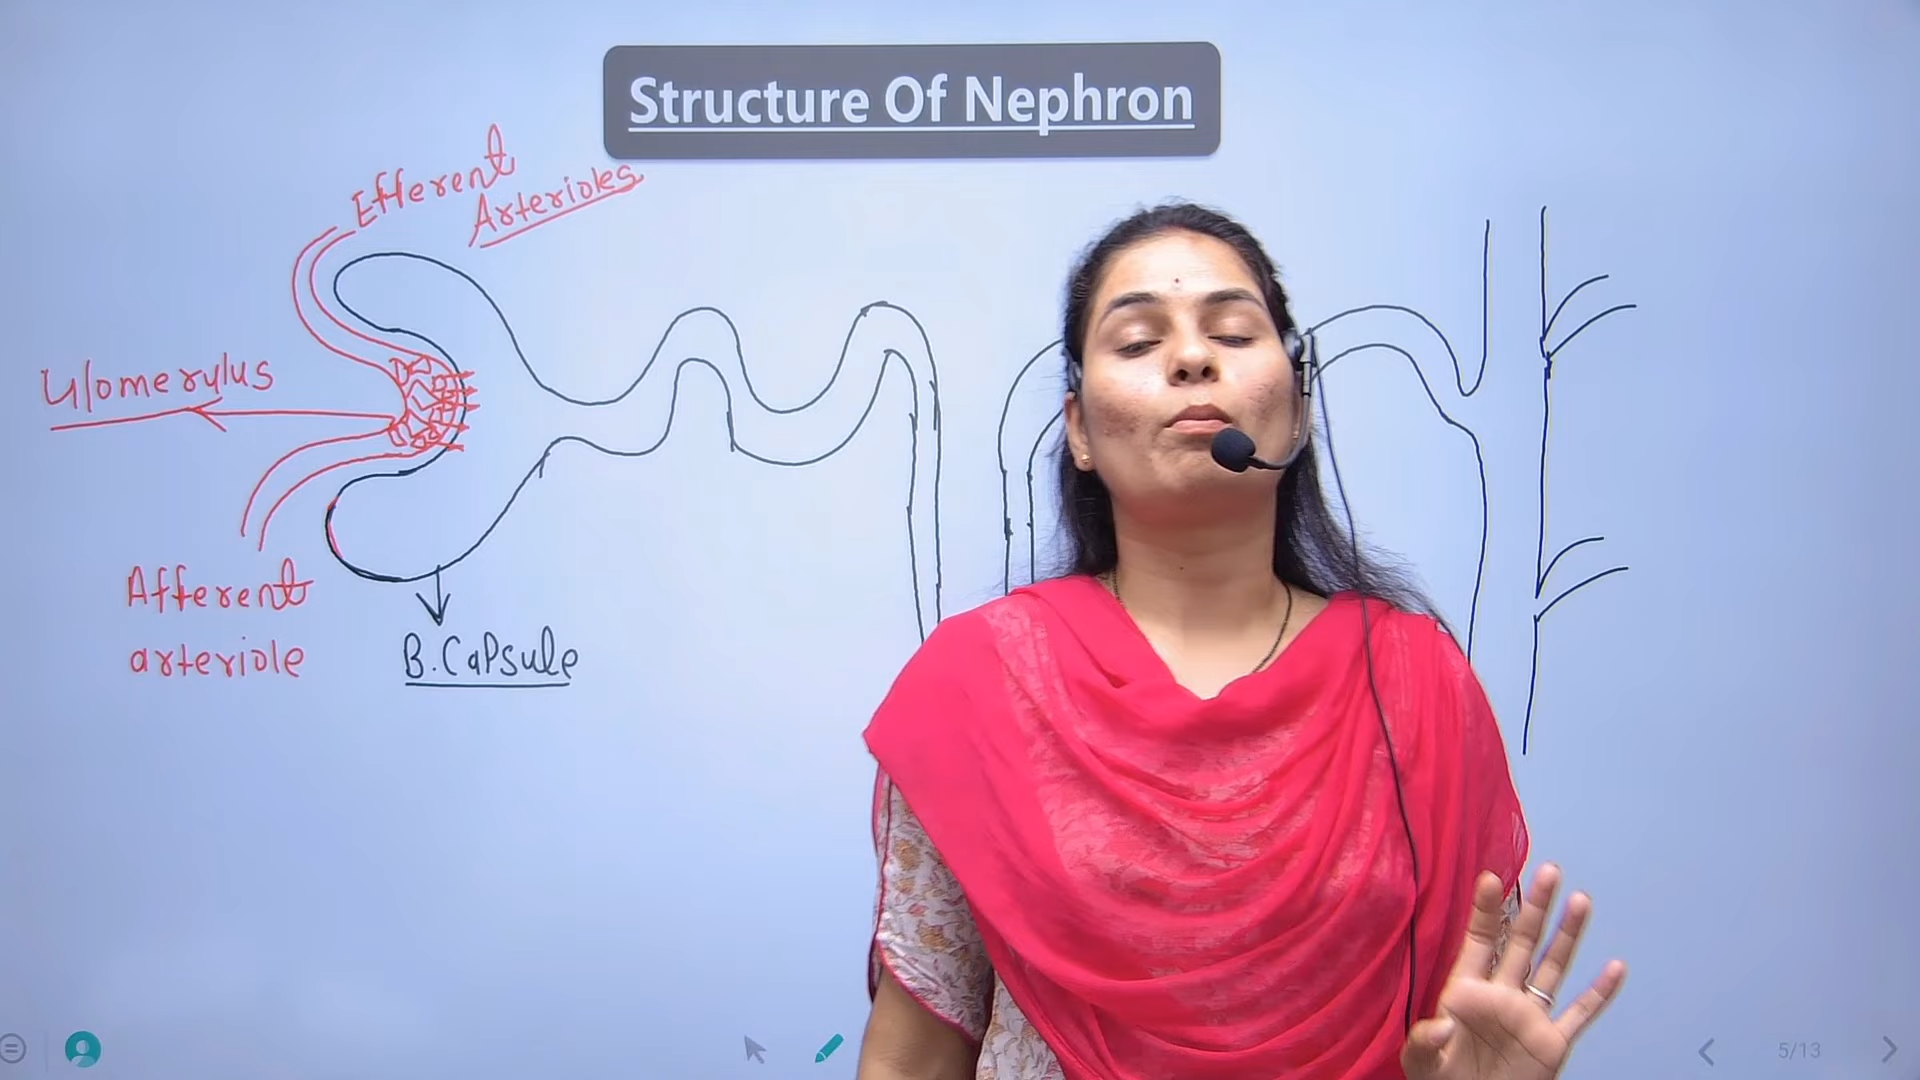 Structure Of Nephron
Efferent
Arterioles
Glomerulus
Afferent
arteriole
B.Capsule
5/13